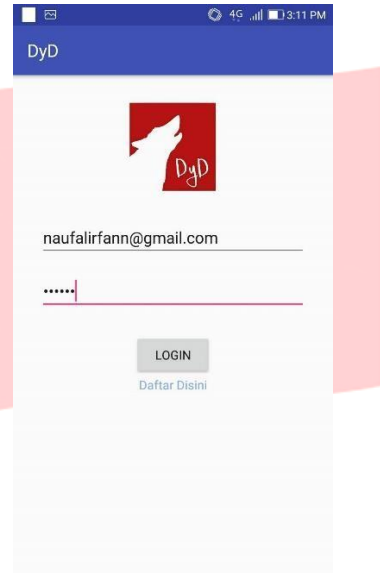 4G 3:11 PM
DyD
DyD
naufalirfann@gmail.com
••••••
LOGIN
Daftar Disini